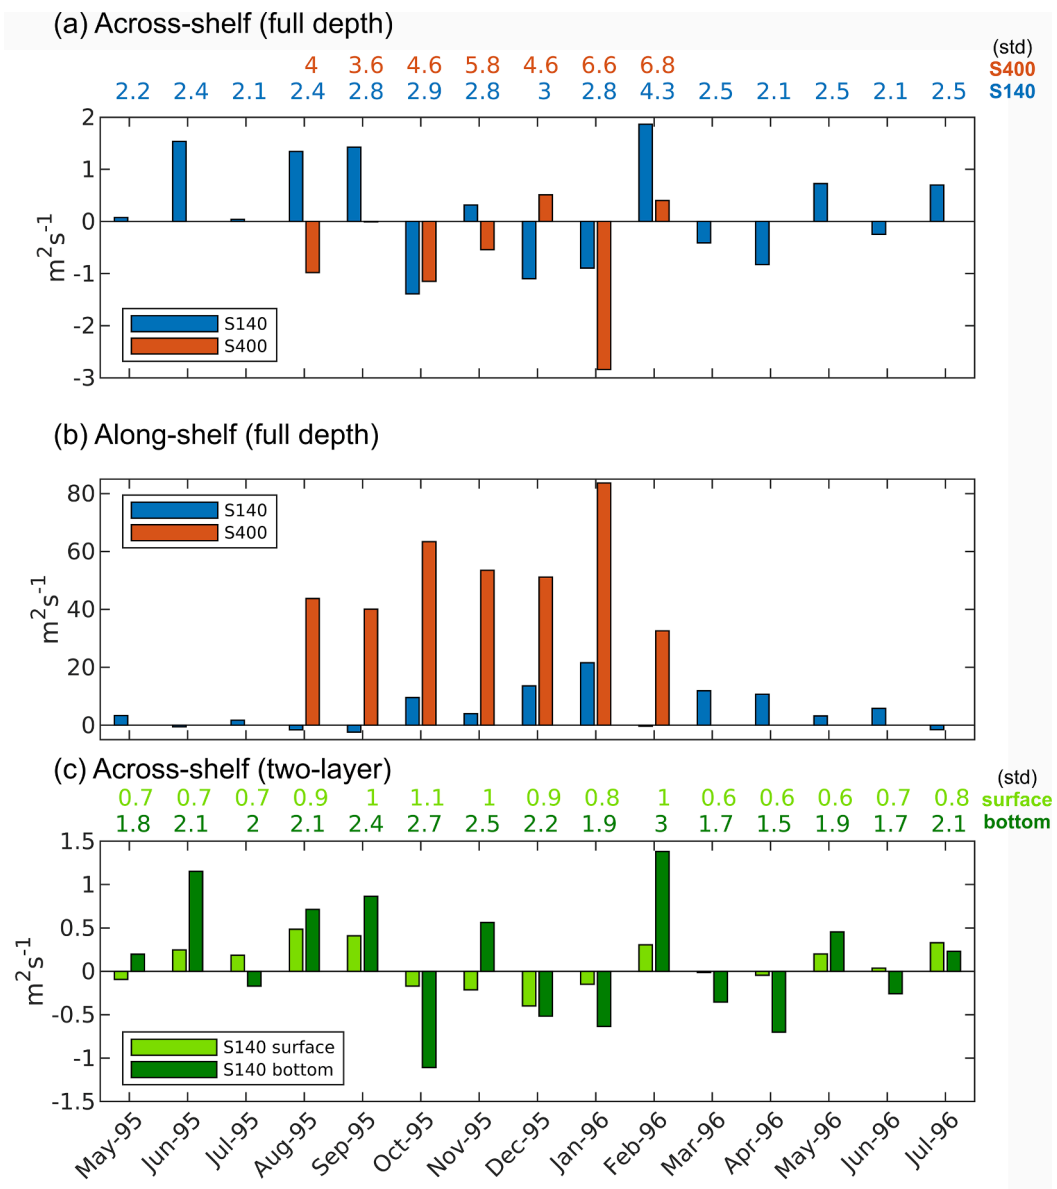 (a) Across-shelf (full depth)
(std)
4 3.6 4.6 5.8 4.6 6.6 6.8 S400
2.2 2.4 2.1 2.4 2.8 2.9 2.8 3 2.8 4.3 2.5 2.1 2.5 2.1 2.5 S140
2
1
0
-1
-2
-3
m²s⁻¹
S140
S400
(b) Along-shelf (full depth)
80
60
40
20
0
m²s⁻¹
S140
S400
(c) Across-shelf (two-layer)
(std)
0.7 0.7 0.7 0.9 1 1.1 1 0.9 0.8 1 0.6 0.6 0.6 0.7 0.8 surface
1.8 2.1 2 2.1 2.4 2.7 2.5 2.2 1.9 3 1.7 1.5 1.9 1.7 2.1 bottom
1.5
1
0.5
0
-0.5
-1
-1.5
m²s⁻¹
S140 surface
S140 bottom
May-95 Jun-95 Jul-95 Aug-95 Sep-95 Oct-95 Nov-95 Dec-95 Jan-96 Feb-96 Mar-96 Apr-96 May-96 Jun-96 Jul-96